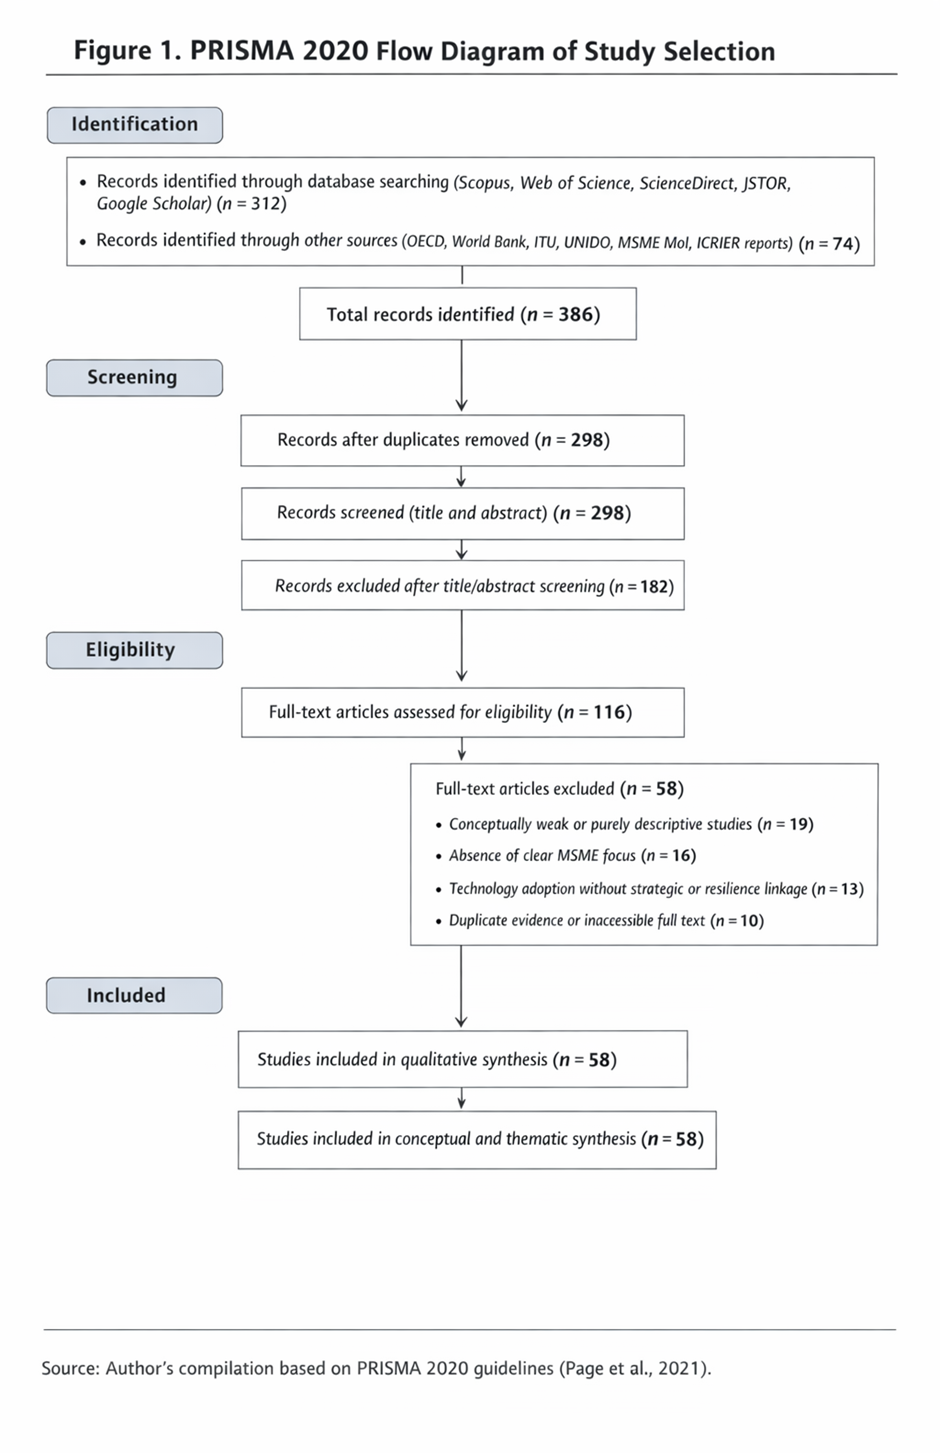 Figure 1. PRISMA 2020 Flow Diagram of Study Selection
Identification
• Records identified through database searching (Scopus, Web of Science, ScienceDirect, JSTOR,
Google Scholar) (n = 312)
• Records identified through other sources (OECD, World Bank, ITU, UNIDO, MSME MoI, ICRIER reports) (n = 74)
Total records identified (n = 386)
Screening
Records after duplicates removed (n = 298)
Records screened (title and abstract) (n = 298)
Records excluded after title/abstract screening (n = 182)
Eligibility
Full-text articles assessed for eligibility (n = 116)
Full-text articles excluded (n = 58)
• Conceptually weak or purely descriptive studies (n = 19)
• Absence of clear MSME focus (n = 16)
• Technology adoption without strategic or resilience linkage (n = 13)
• Duplicate evidence or inaccessible full text (n = 10)
Included
Studies included in qualitative synthesis (n = 58)
Studies included in conceptual and thematic synthesis (n = 58)
Source: Author's compilation based on PRISMA 2020 guidelines (Page et al., 2021).